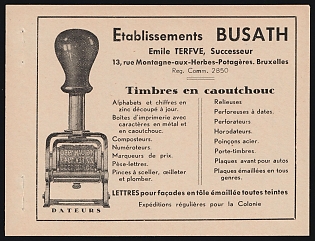 Etablissements BUSATH
Emile TERFVE, Successeur
13, rue Montagne-aux-Herbes-Potagères. Bruxelles
Reg. Comm. 2850
Timbres en caoutchouc
Alphabets et chiffres en
zinc découpé à jour.
Boîtes d'imprimerie avec
caractères en métal et
en caoutchouc.
Composteurs.
Numéroteurs.
Marqueurs de prix.
Pèse-lettres.
Pinces à sceller, œilleter
et plomber.
Relieuses
Perforeuses à dates.
Perforateurs
Horodateurs.
Poinçons acier.
Porte-timbres.
Plaques avant pour autos
Plaques émaillées en tous
genres.
DATEURS
LETTRES pour façades en tôle émaillée toutes teintes
Expéditions régulières pour la Colonie